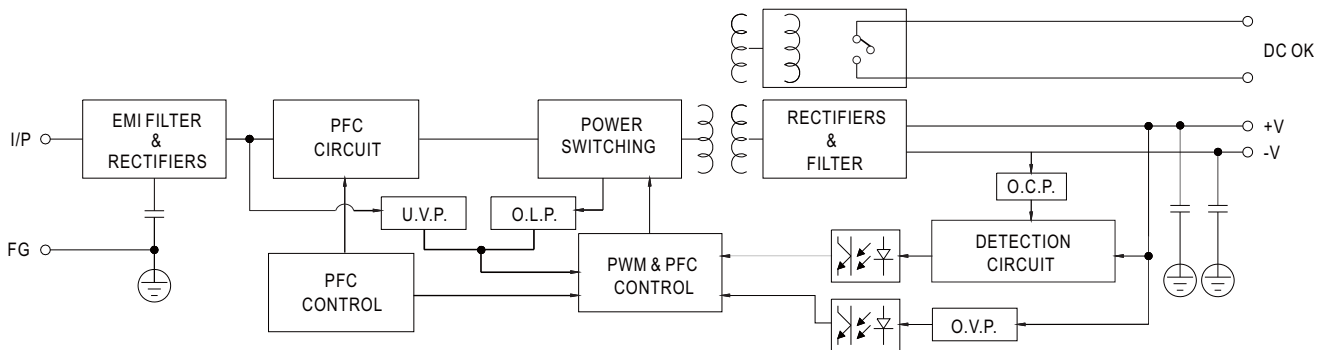 DC OK
I/P
EMI FILTER
&
RECTIFIERS
PFC
CIRCUIT
POWER
SWITCHING
RECTIFIERS
&
FILTER
+V
-V
U.V.P.
O.L.P.
O.C.P.
FG
PFC
CONTROL
PWM & PFC
CONTROL
DETECTION
CIRCUIT
O.V.P.